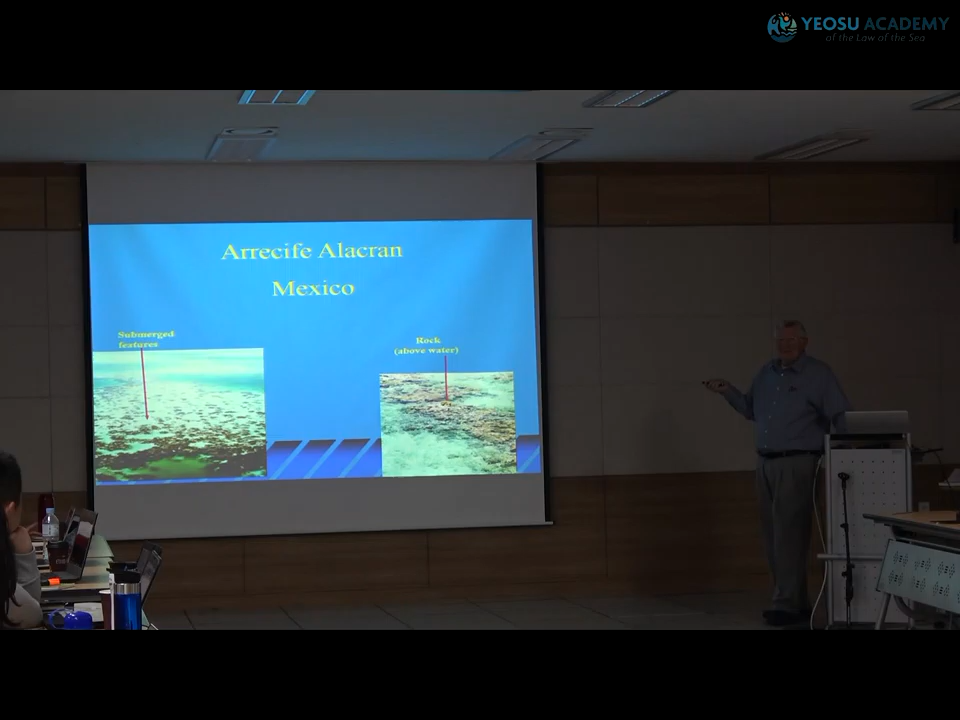 YEOSU ACADEMY
of the Law of the Sea
Arrecife Alacran
Mexico
Submerged
features
Rock
(above water)